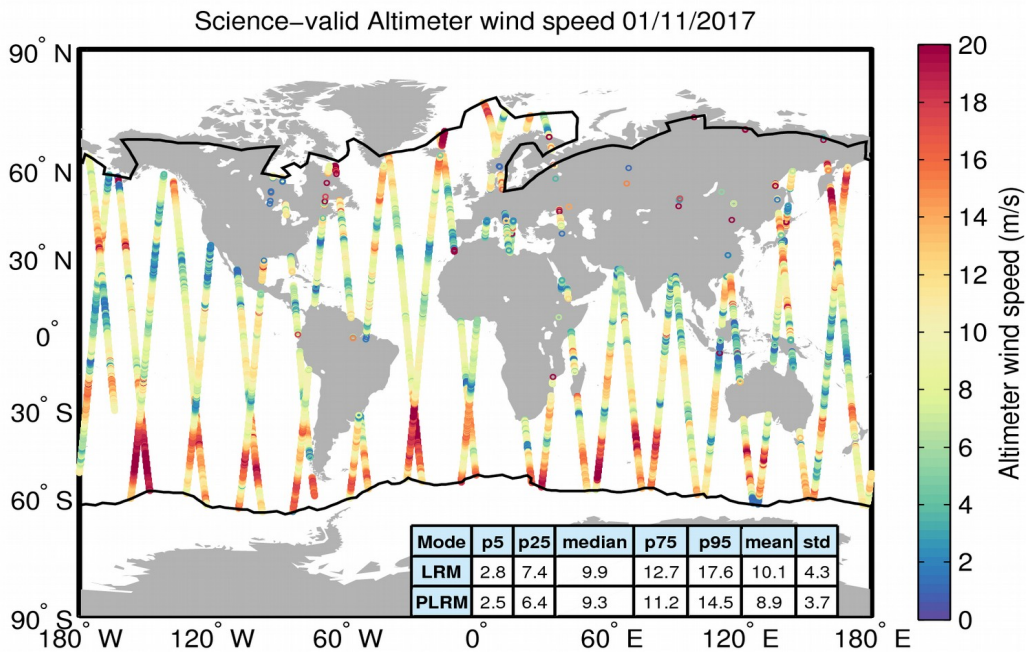 Science−valid Altimeter wind speed 01/11/2017
90° N
60° N
30° N
0°
30° S
60° S
90° S
180° W
120° W
60° W
0°
60° E
120° E
180° E
Mode p5 p25 median p75 p95 mean std
LRM 2.8 7.4 9.9 12.7 17.6 10.1 4.3
PLRM 2.5 6.4 9.3 11.2 14.5 8.9 3.7
20
18
16
14
12
10
8
6
4
2
0
Altimeter wind speed (m/s)